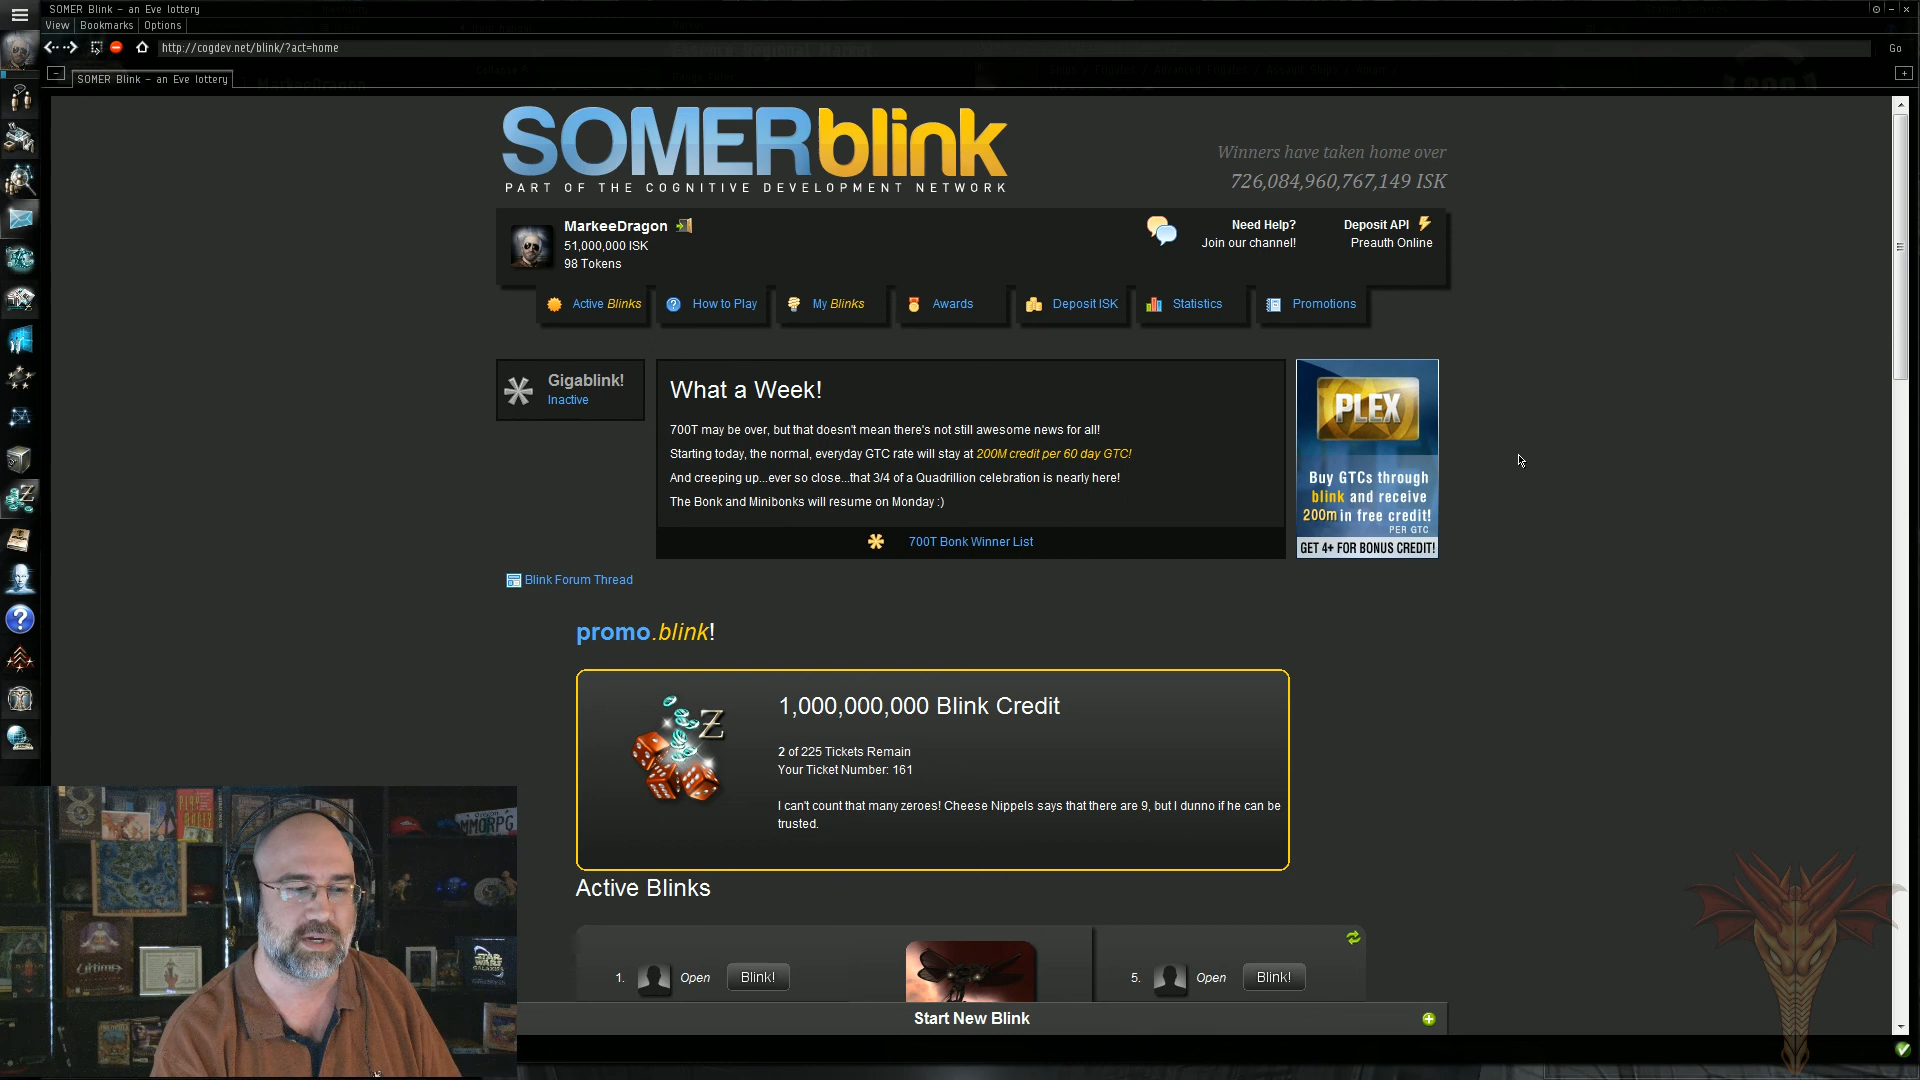 SOMER Blink - an Eve lottery
View Bookmarks Options
http://cogdev.net/blink/?act=home
Go
SOMER Blink - an Eve lottery
SOMERblink
PART OF THE COGNITIVE DEVELOPMENT NETWORK
Winners have taken home over
726,084,960,767,149 ISK
MarkeeDragon
51,000,000 ISK
98 Tokens
Need Help?
Join our channel!
Deposit API
Preauth Online
Active Blinks
How to Play
My Blinks
Awards
Deposit ISK
Statistics
Promotions
Gigablink!
Inactive
What a Week!
700T may be over, but that doesn't mean there's not still awesome news for all!
Starting today, the normal, everyday GTC rate will stay at 200M credit per 60 day GTC!
And creeping up...ever so close...that 3/4 of a Quadrillion celebration is nearly here!
The Bonk and Minibonks will resume on Monday :)
700T Bonk Winner List
PLEX
Buy GTCs through
blink and receive
200m in free credit!
PER GTC
GET 4+ FOR BONUS CREDIT!
Blink Forum Thread
promo.blink!
1,000,000,000 Blink Credit
2 of 225 Tickets Remain
Your Ticket Number: 161
I can't count that many zeroes! Cheese Nippels says that there are 9, but I dunno if he can be
trusted.
Active Blinks
1. Open Blink!
5. Open Blink!
Start New Blink
MMORPG
ultima
STAR WARS
GALAXIES